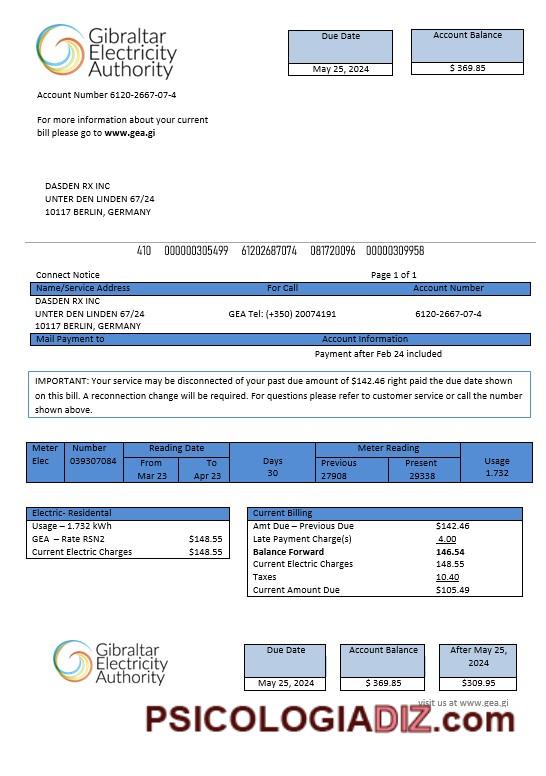 Gibraltar
Electricity
Authority
Due Date
May 25, 2024
Account Balance
$ 369.85
Account Number 6120-2667-07-4
For more information about your current
bill please go to www.gea.gi
DASDEN RX INC
UNTER DEN LINDEN 67/24
10117 BERLIN, GERMANY
410 000000305499 61202687074 081720096 00000309958
Connect Notice Page 1 of 1
Name/Service Address For Call Account Number
DASDEN RX INC
UNTER DEN LINDEN 67/24 GEA Tel: (+350) 20074191 6120-2667-07-4
10117 BERLIN, GERMANY
Mail Payment to Account Information
Payment after Feb 24 included
IMPORTANT: Your service may be disconnected of your past due amount of $142.46 right paid the due date shown
on this bill. A reconnection change will be required. For questions please refer to customer service or call the number
shown above.
Meter Number Reading Date Days Meter Reading Usage
Elec 039307084 From To 30 Previous Present 1.732
Mar 23 Apr 23 27908 29338
Electric- Residental
Usage – 1.732 kWh
GEA – Rate RSN2 $148.55
Current Electric Charges $148.55
Current Billing
Amt Due – Previous Due $142.46
Late Payment Charge(s) 4.00
Balance Forward 146.54
Current Electric Charges 148.55
Taxes 10.40
Current Amount Due $105.49
Gibraltar
Electricity
Authority
Due Date
May 25, 2024
Account Balance
$ 369.85
After May 25,
2024
$309.95
visit us at www.gea.gi
PSICOLOGIADIZ.com